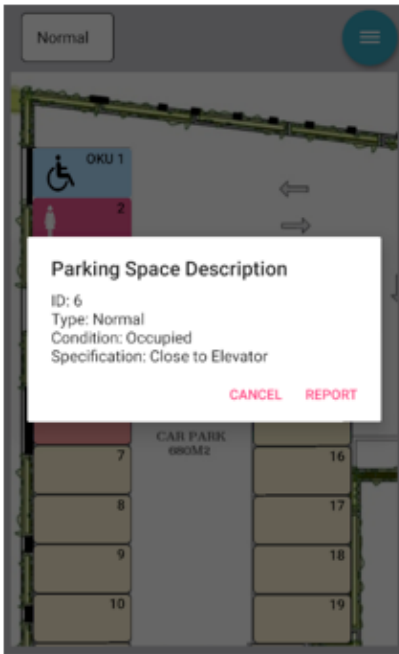 Normal
OKU 1
2
Parking Space Description
ID: 6
Type: Normal
Condition: Occupied
Specification: Close to Elevator
CANCEL REPORT
CAR PARK
680M2
7
16
8
17
9
18
10
19